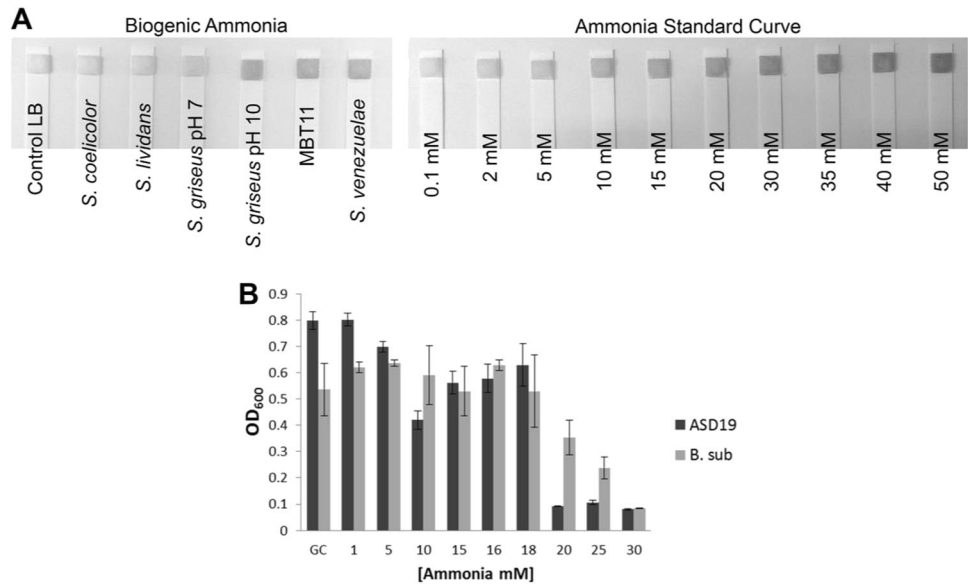 A
Biogenic Ammonia
Ammonia Standard Curve
Control LB
S. coelicolor
S. lividans
S. griseus pH 7
S. griseus pH 10
MBT11
S. venezuelae
0.1 mM
2 mM
5 mM
10 mM
15 mM
20 mM
30 mM
35 mM
40 mM
50 mM
B
0.9
0.8
0.7
0.6
0.5
0.4
0.3
0.2
0.1
0
OD600
GC 1 5 10 15 16 18 20 25 30
[Ammonia mM]
ASD19
B. sub